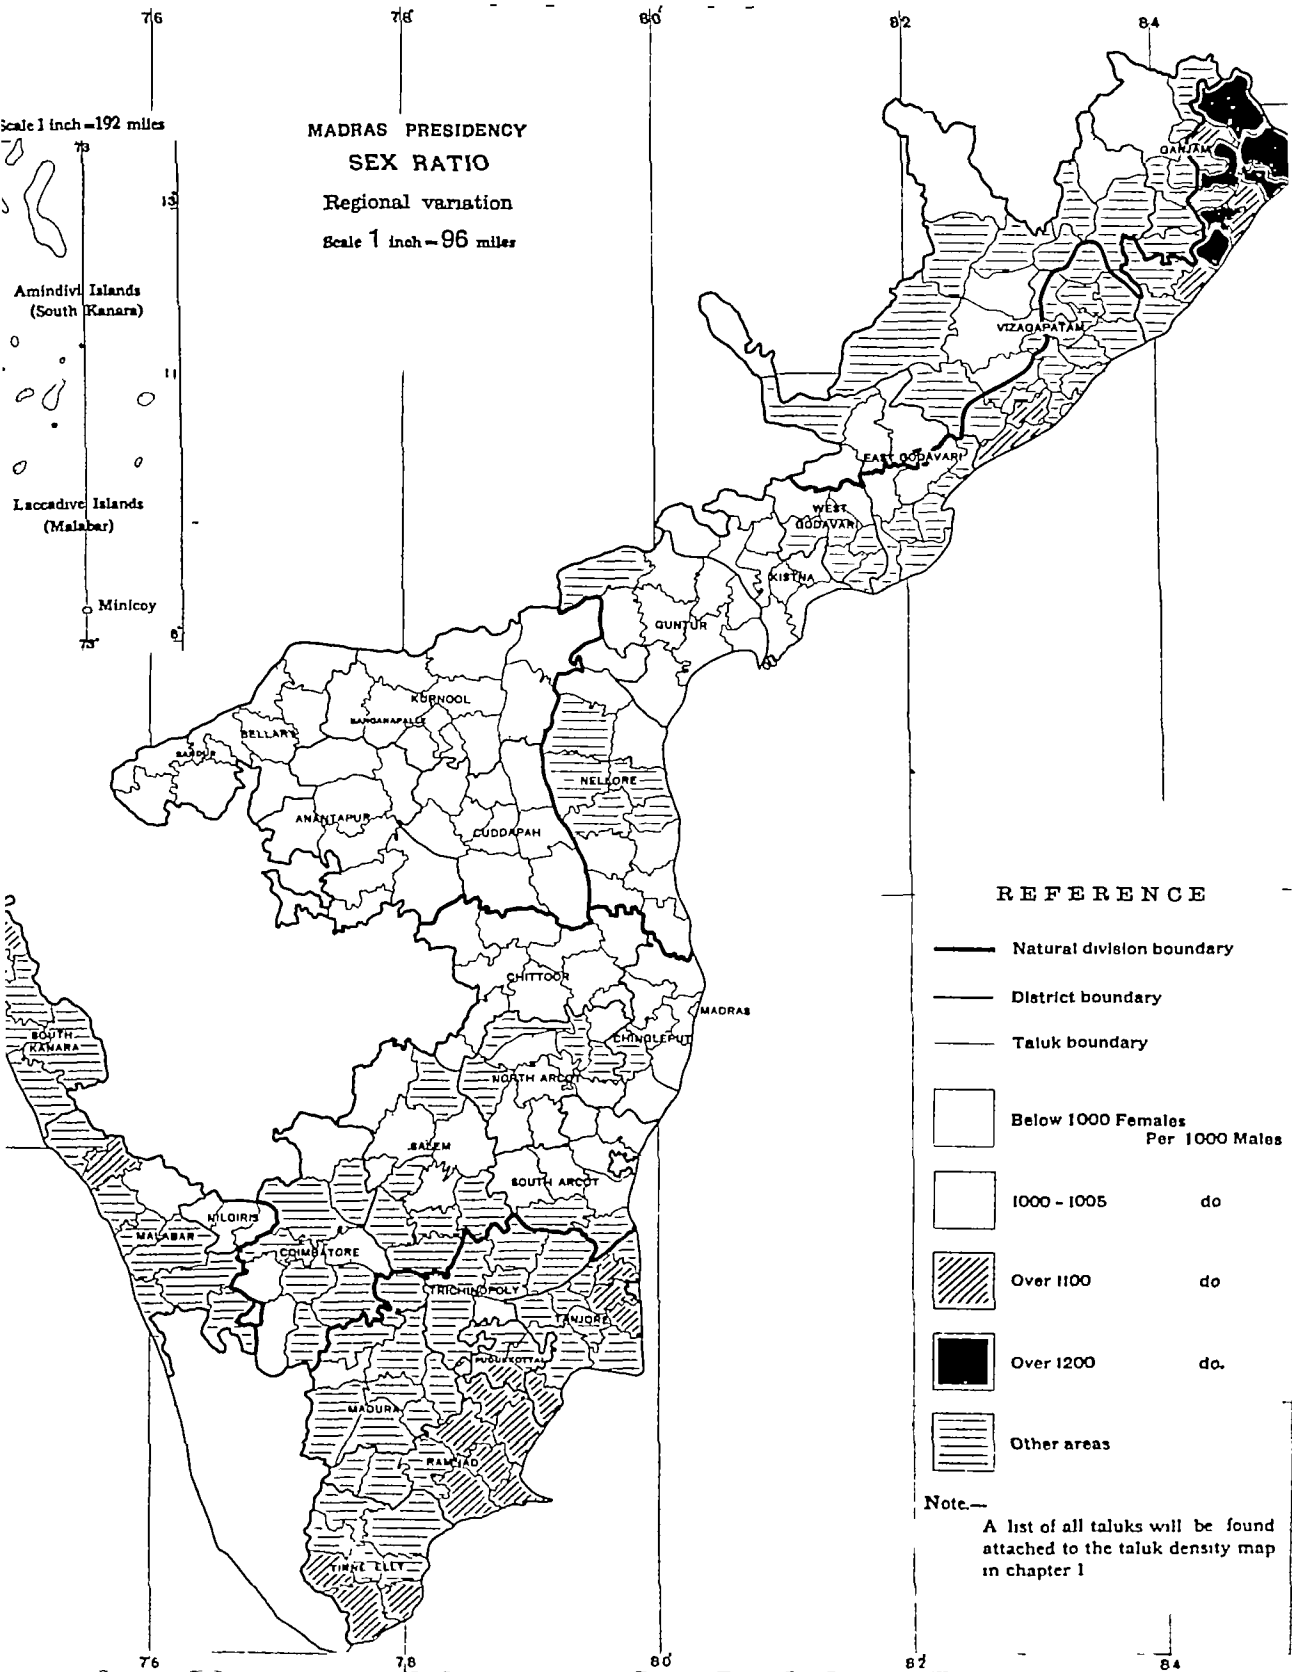 76
78
80
82
84
Scale 1 inch=192 miles
73
13
11
8
73
Amindivi Islands
(South Kanara)
Laccadive Islands
(Malabar)
Minicoy
MADRAS PRESIDENCY
SEX RATIO
Regional variation
Scale 1 inch=96 miles
GANJAM
VIZAGAPATAM
EAST GODAVARI
WEST
GODAVARI
KISTNA
GUNTUR
KURNOOL
BANGANAPALLE
BELLARY
SANDUR
NELLORE
ANANTAPUR
CUDDAPAH
CHITTOOR
MADRAS
CHINGLEPUT
SOUTH
KANARA
NORTH ARCOT
SALEM
SOUTH ARCOT
NILGIRIS
MALABAR
COIMBATORE
TRICHINOPOLY
TANJORE
PUDUKKOTTAI
MADURA
RAMNAD
TINNEVELLY
REFERENCE
Natural division boundary
District boundary
Taluk boundary
Below 1000 Females
Per 1000 Males
1000 - 1005 do
Over 1100 do
Over 1200 do.
Other areas
Note.—
A list of all taluks will be found
attached to the taluk density map
in chapter 1
76
78
80
82
84